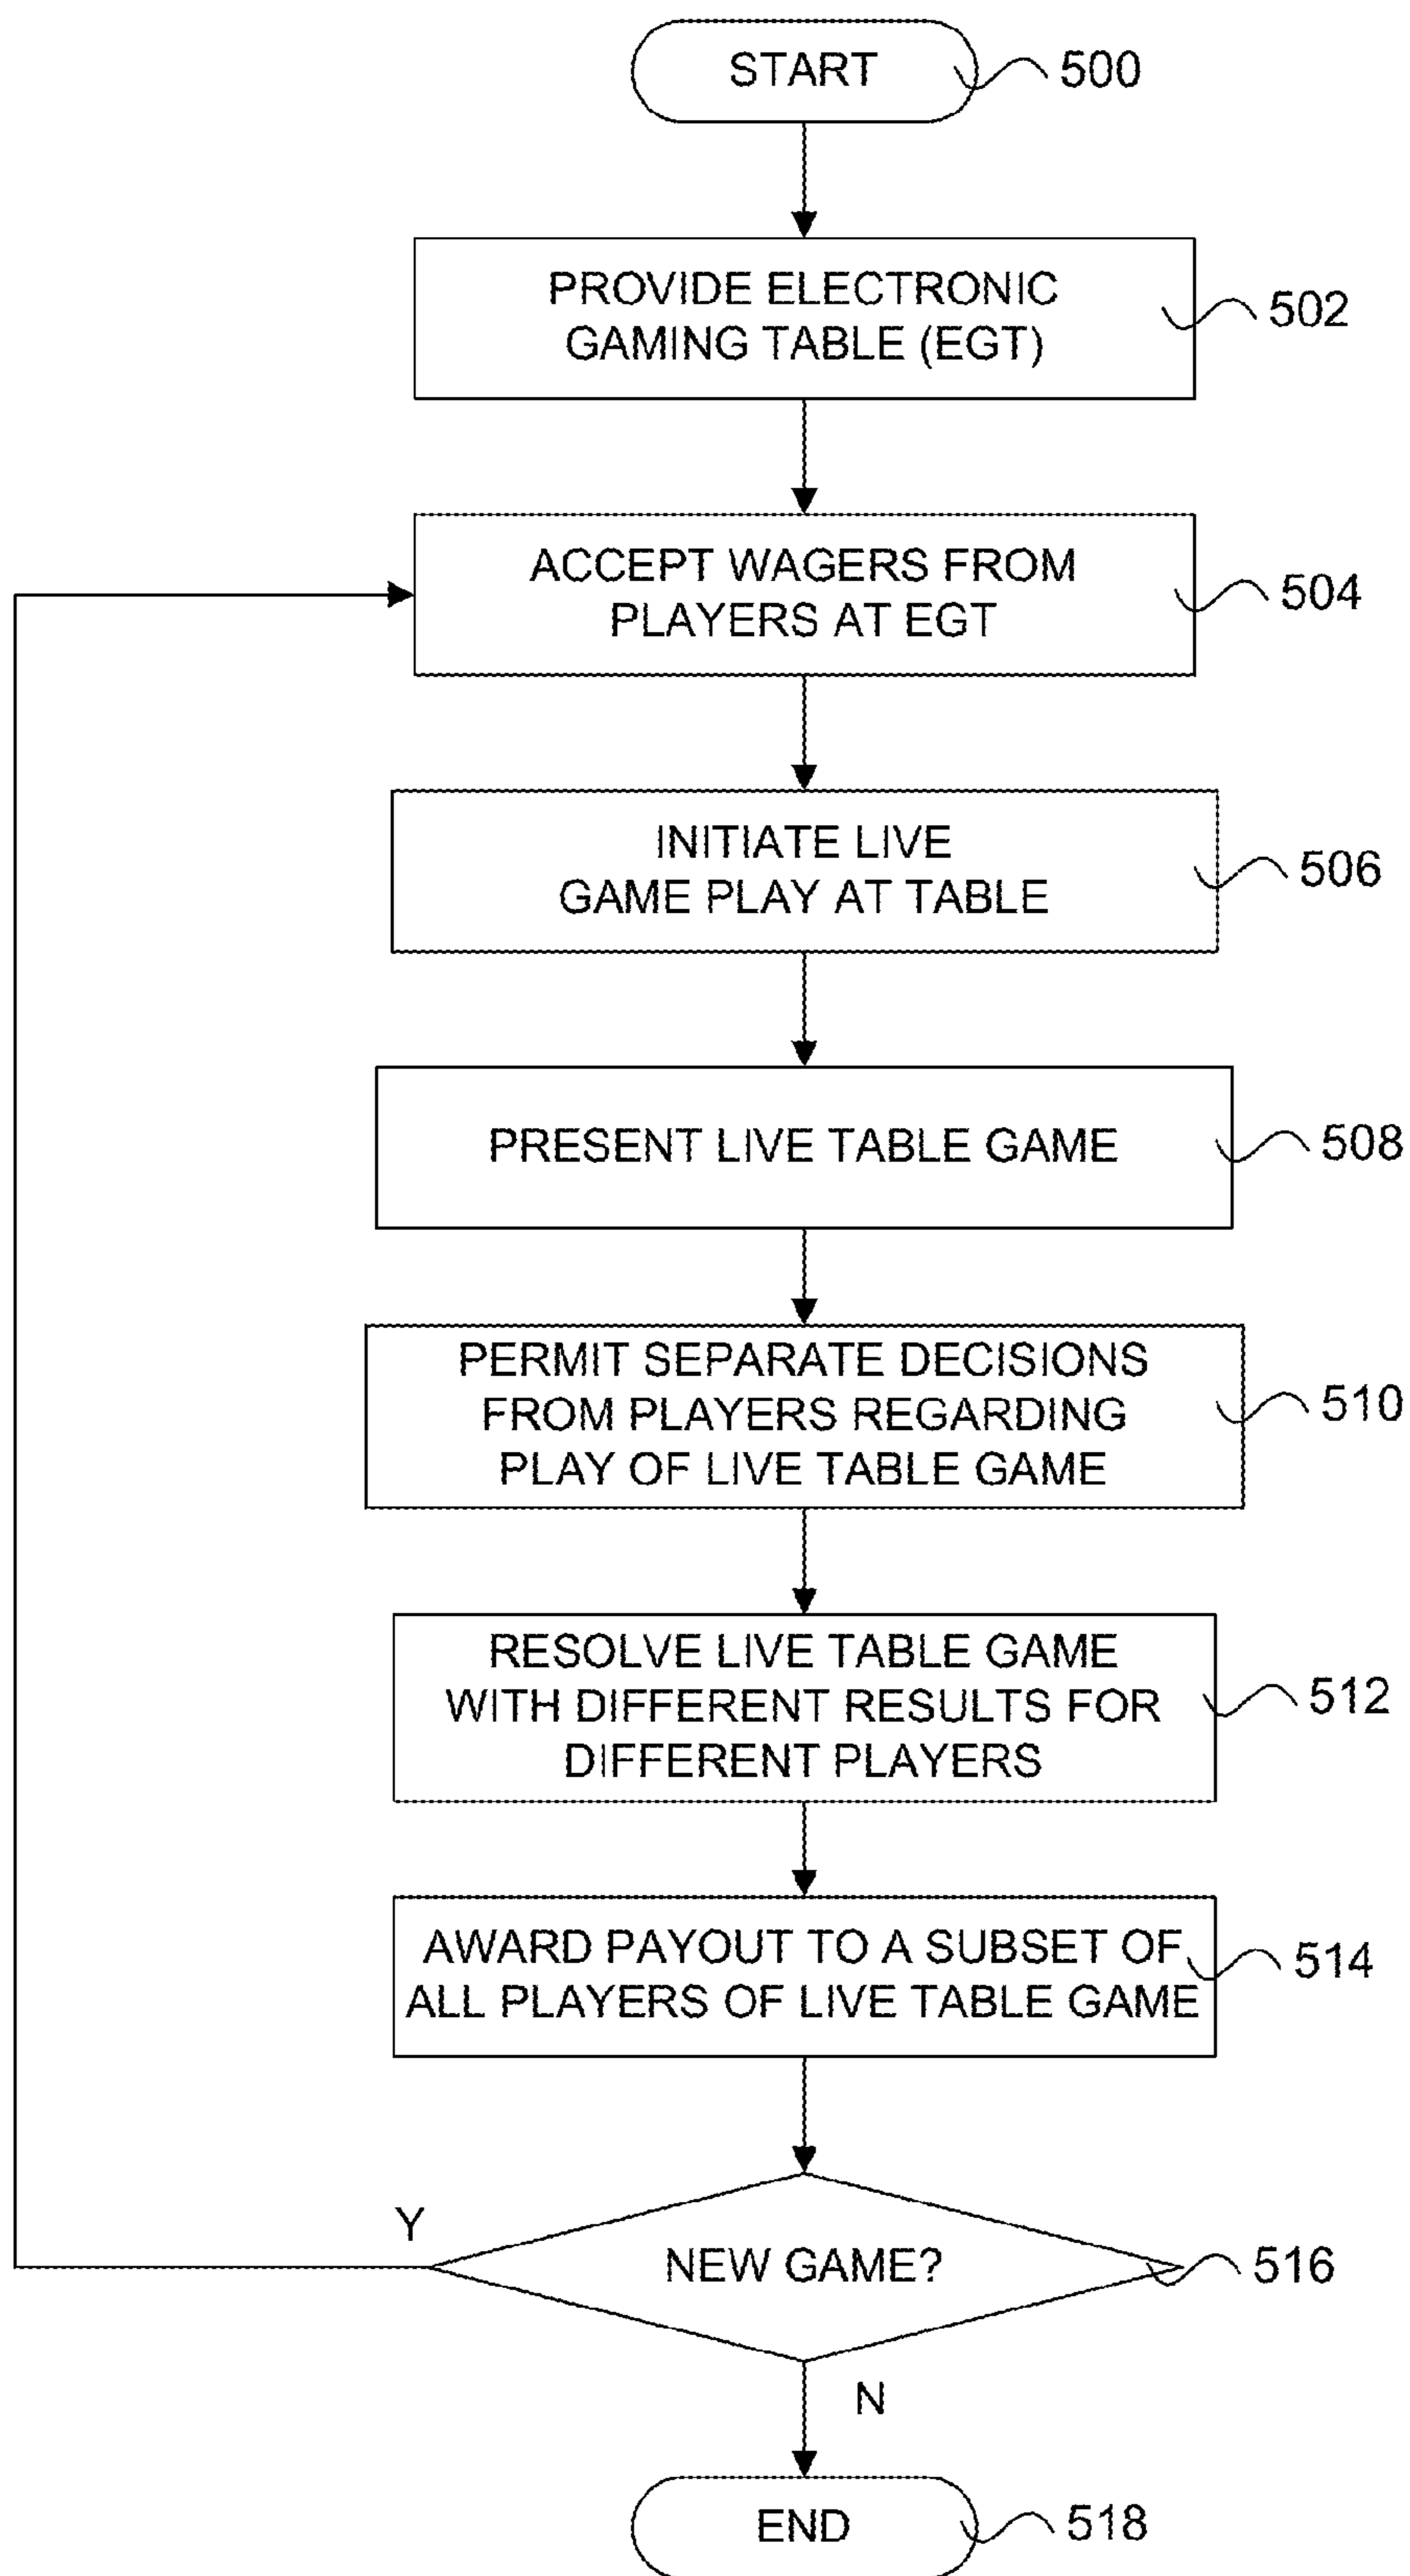 START
500
PROVIDE ELECTRONIC
GAMING TABLE (EGT)
502
ACCEPT WAGERS FROM
PLAYERS AT EGT
504
INITIATE LIVE
GAME PLAY AT TABLE
506
PRESENT LIVE TABLE GAME
508
PERMIT SEPARATE DECISIONS
FROM PLAYERS REGARDING
PLAY OF LIVE TABLE GAME
510
RESOLVE LIVE TABLE GAME
WITH DIFFERENT RESULTS FOR
DIFFERENT PLAYERS
512
AWARD PAYOUT TO A SUBSET OF
ALL PLAYERS OF LIVE TABLE GAME
514
Y
NEW GAME?
516
N
END
518